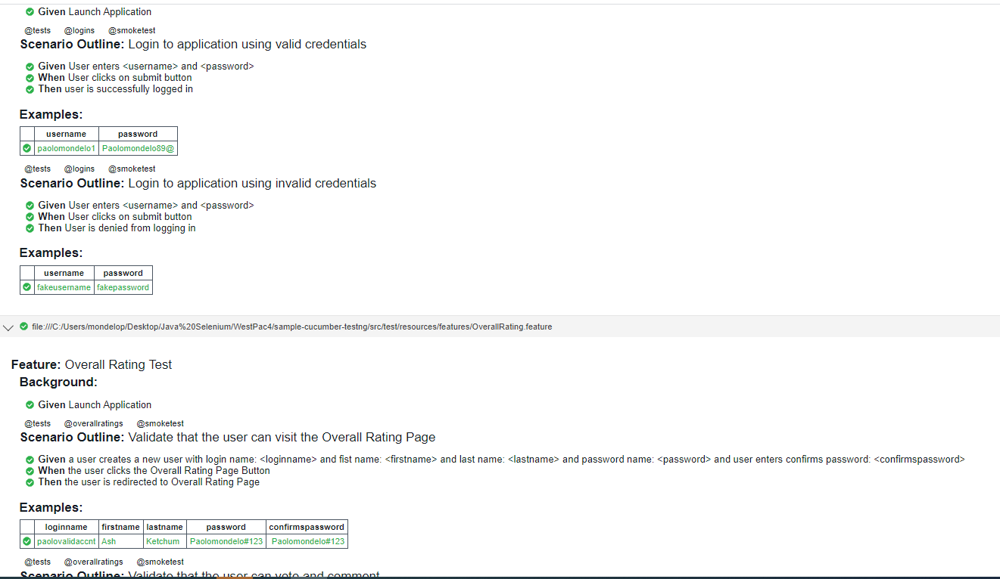 Given Launch Application
@tests @logins @smoketest
Scenario Outline: Login to application using valid credentials
Given User enters <username> and <password>
When User clicks on submit button
Then user is successfully logged in
Examples:
username password
paolomondelo1 Paolomondelo89@
@tests @logins @smoketest
Scenario Outline: Login to application using invalid credentials
Given User enters <username> and <password>
When User clicks on submit button
Then User is denied from logging in
Examples:
username password
fakeusername fakepassword
file:///C:/Users/mondelop/Desktop/Java%20Selenium/WestPac4/sample-cucumber-testng/src/test/resources/features/OverallRating.feature
Feature: Overall Rating Test
Background:
Given Launch Application
@tests @overallratings @smoketest
Scenario Outline: Validate that the user can visit the Overall Rating Page
Given a user creates a new user with login name: <loginname> and fist name: <firstname> and last name: <lastname> and password name: <password> and user enters confirms password: <confirmspassword>
When the user clicks the Overall Rating Page Button
Then the user is redirected to Overall Rating Page
Examples:
loginname firstname lastname password confirmspassword
paolovalidaccnt Ash Ketchum Paolomondelo#123 Paolomondelo#123
@tests @overallratings @smoketest
Scenario Outline: Validate that the user can vote and comment